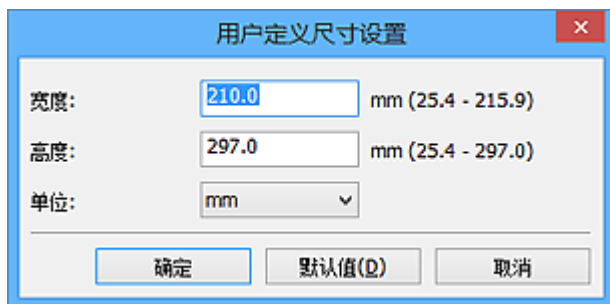 用户定义尺寸设置
宽度: 210.0 mm (25.4 - 215.9)
高度: 297.0 mm (25.4 - 297.0)
单位: mm
确定 默认值(D) 取消